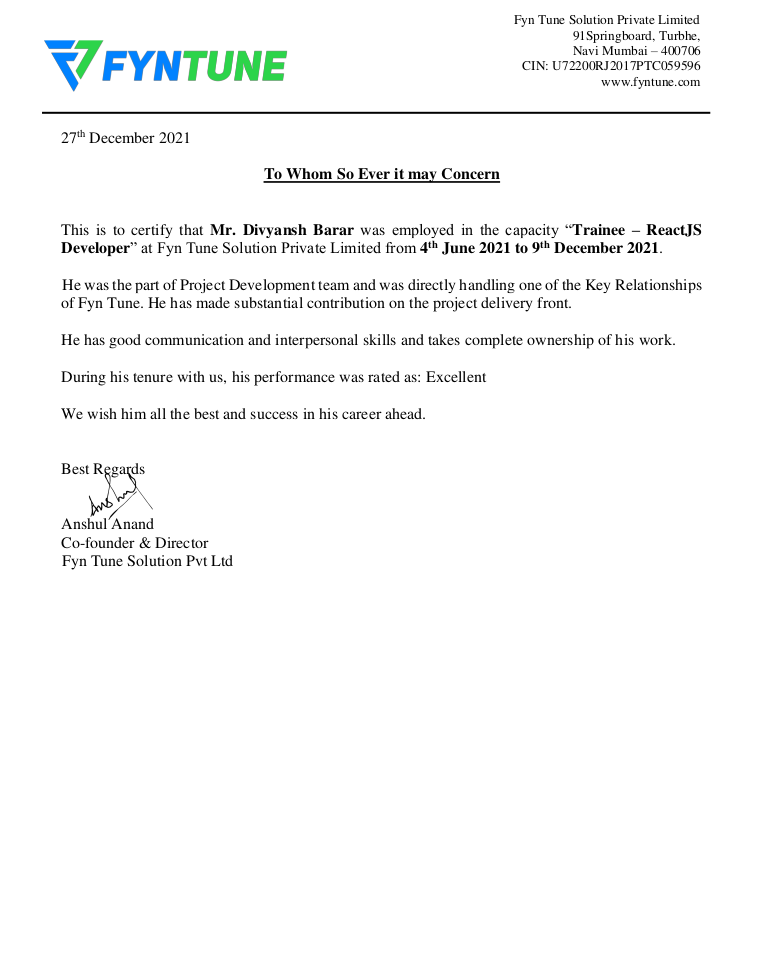 Fyn Tune Solution Private Limited
91Springboard, Turbhe,
Navi Mumbai – 400706
CIN: U72200RJ2017PTC059596
www.fyntune.com
FYNTUNE
27th December 2021
To Whom So Ever it may Concern
This is to certify that Mr. Divyansh Barar was employed in the capacity “Trainee – ReactJS
Developer” at Fyn Tune Solution Private Limited from 4th June 2021 to 9th December 2021.
He was the part of Project Development team and was directly handling one of the Key Relationships
of Fyn Tune. He has made substantial contribution on the project delivery front.
He has good communication and interpersonal skills and takes complete ownership of his work.
During his tenure with us, his performance was rated as: Excellent
We wish him all the best and success in his career ahead.
Best Regards
Anshul
Anshul Anand
Co-founder & Director
Fyn Tune Solution Pvt Ltd